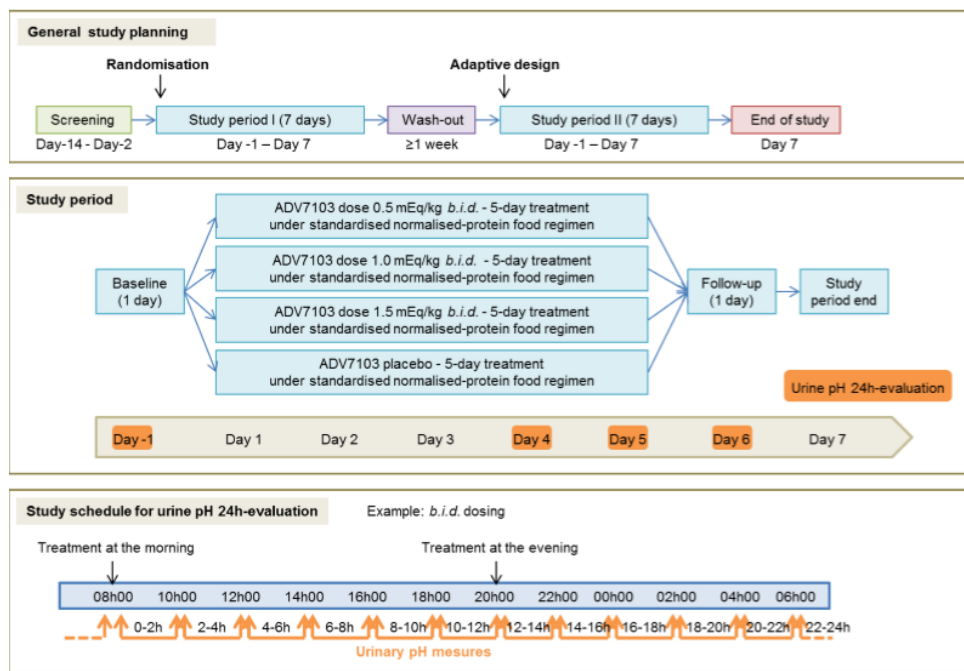 General study planning
Randomisation
Adaptive design
Screening
Study period I (7 days)
Wash-out
Study period II (7 days)
End of study
Day-14 - Day-2
Day -1 – Day 7
≥1 week
Day -1 – Day 7
Day 7
Study period
ADV7103 dose 0.5 mEq/kg b.i.d. - 5-day treatment
under standardised normalised-protein food regimen
ADV7103 dose 1.0 mEq/kg b.i.d. - 5-day treatment
under standardised normalised-protein food regimen
Baseline
(1 day)
Follow-up
(1 day)
Study
period end
ADV7103 dose 1.5 mEq/kg b.i.d. - 5-day treatment
under standardised normalised-protein food regimen
ADV7103 placebo - 5-day treatment
under standardised normalised-protein food regimen
Urine pH 24h-evaluation
Day -1 Day 1 Day 2 Day 3 Day 4 Day 5 Day 6 Day 7
Study schedule for urine pH 24h-evaluation
Example: b.i.d. dosing
Treatment at the morning
Treatment at the evening
08h00 10h00 12h00 14h00 16h00 18h00 20h00 22h00 00h00 02h00 04h00 06h00
0-2h 2-4h 4-6h 6-8h 8-10h 10-12h 12-14h 14-16h 16-18h 18-20h 20-22h 22-24h
Urinary pH mesures